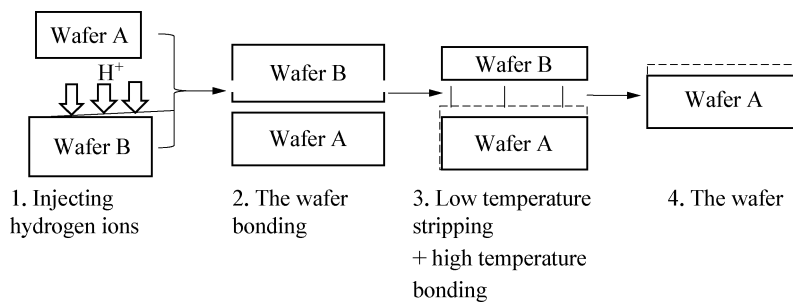 Wafer A
H+
Wafer B
1. Injecting
hydrogen ions
Wafer B
Wafer A
2. The wafer
bonding
Wafer B
Wafer A
3. Low temperature
stripping
+ high temperature
bonding
Wafer A
4. The wafer